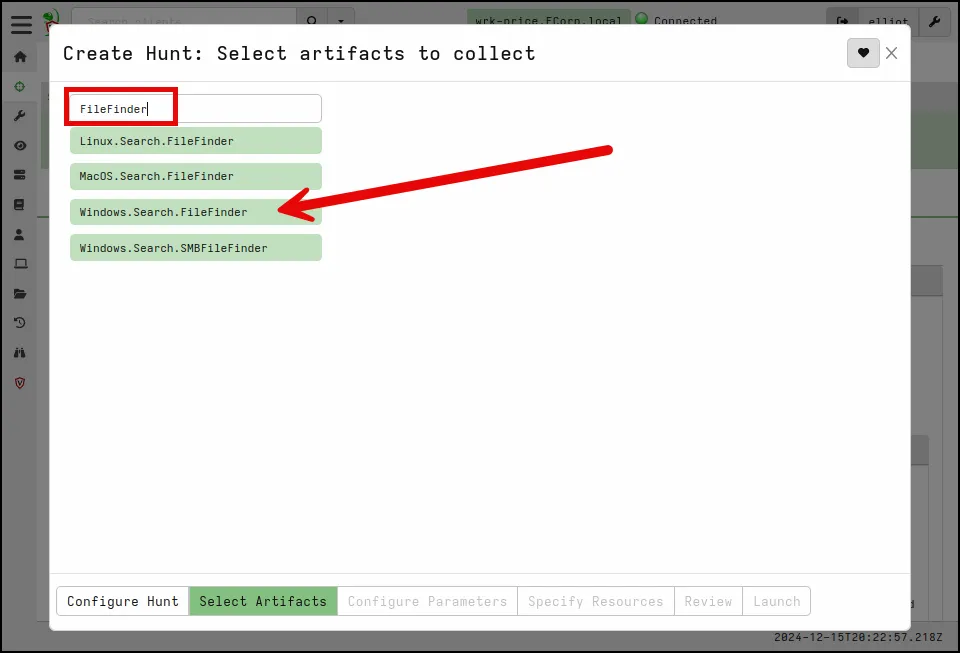 Search clients
wrk-price.ECorp.local Connected
elliot
Create Hunt: Select artifacts to collect
FileFinder
Linux.Search.FileFinder
MacOS.Search.FileFinder
Windows.Search.FileFinder
Windows.Search.SMBFileFinder
Configure Hunt Select Artifacts Configure Parameters Specify Resources Review Launch
2024-12-15T20:22:57.218Z